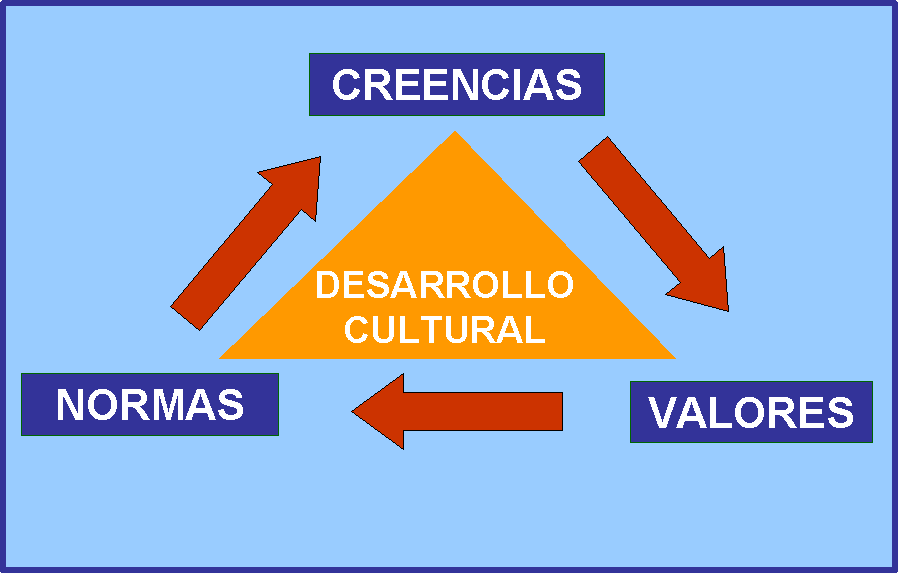 CREENCIAS
DESARROLLO
CULTURAL
NORMAS
VALORES